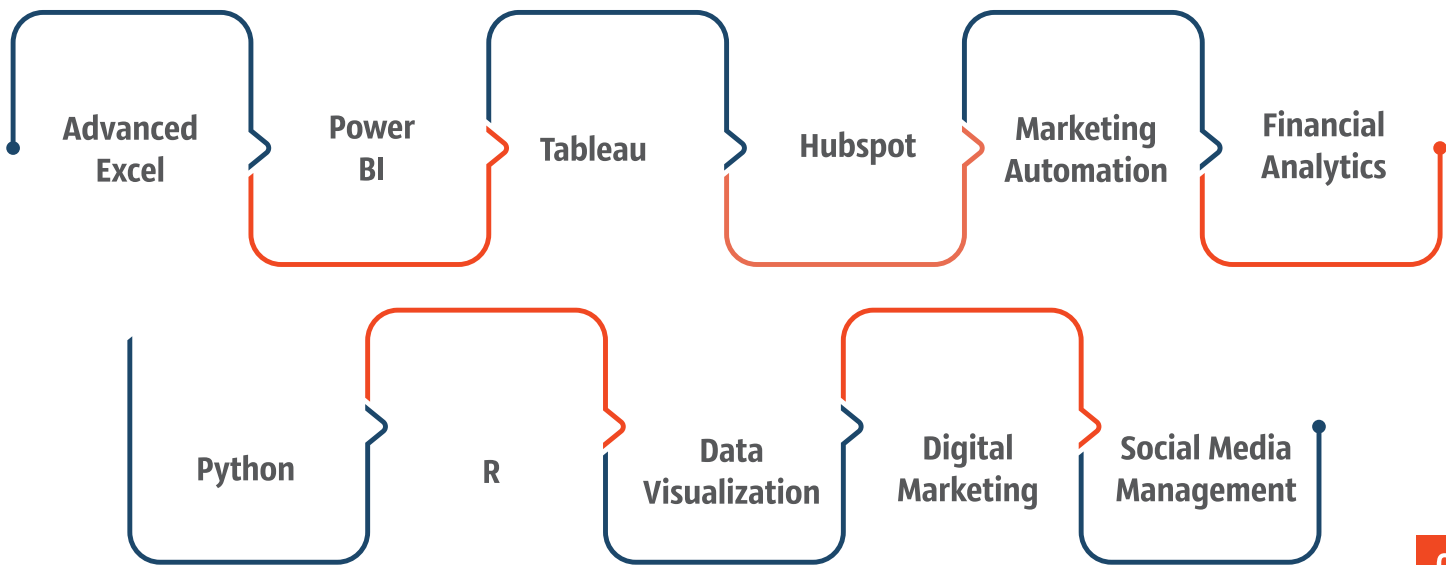 Advanced
Excel
Power
BI
Tableau
Hubspot
Marketing
Automation
Financial
Analytics
Python
R
Data
Visualization
Digital
Marketing
Social Media
Management